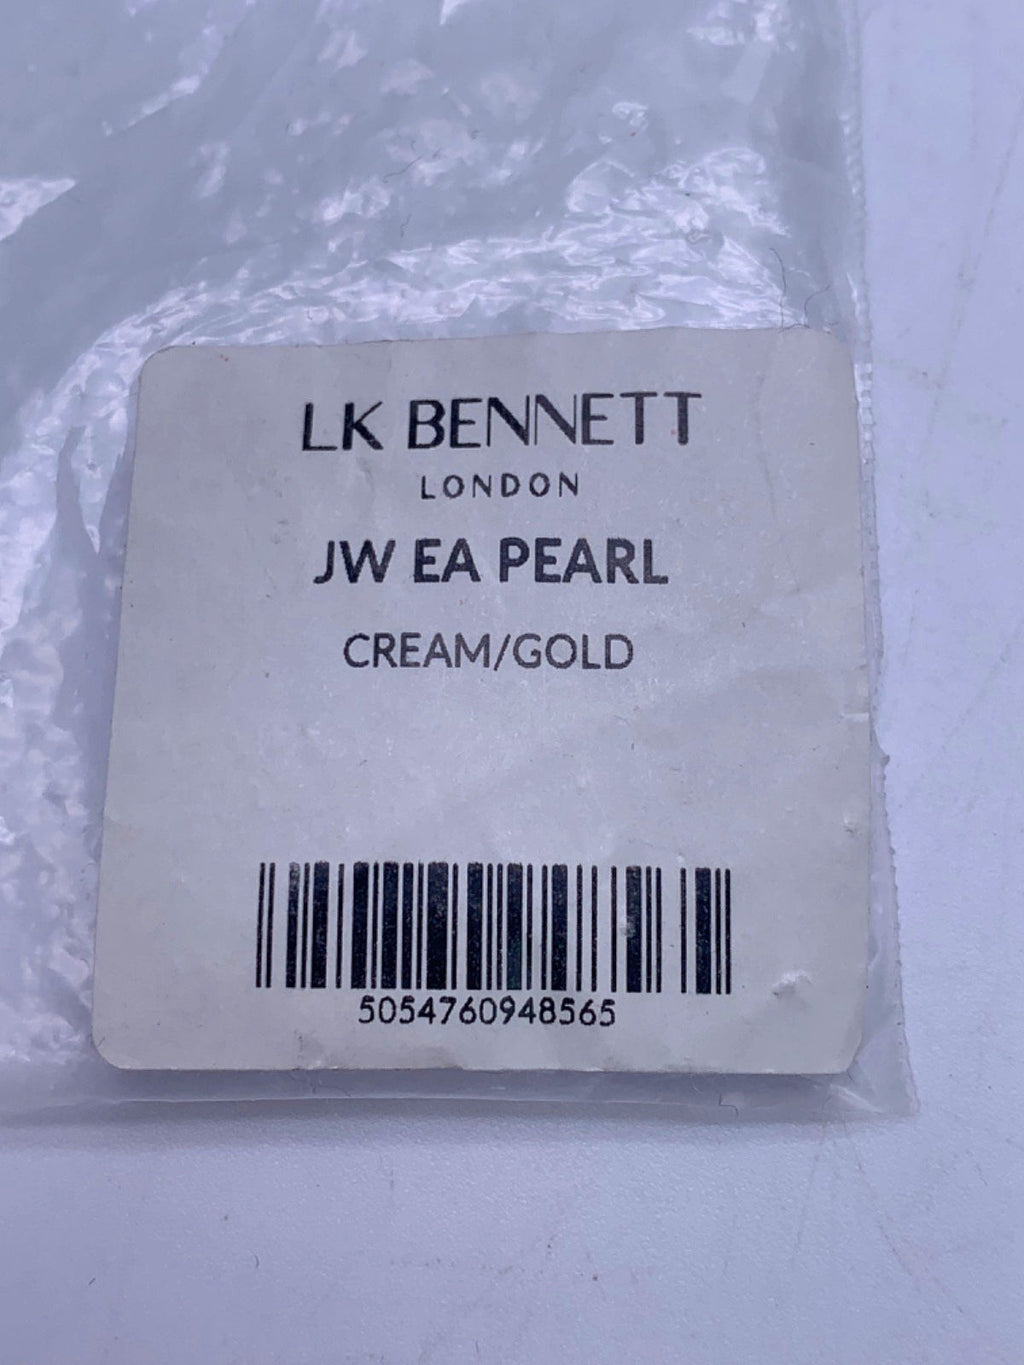 LK BENNETT
LONDON
JW EA PEARL
CREAM/GOLD
5054760948565